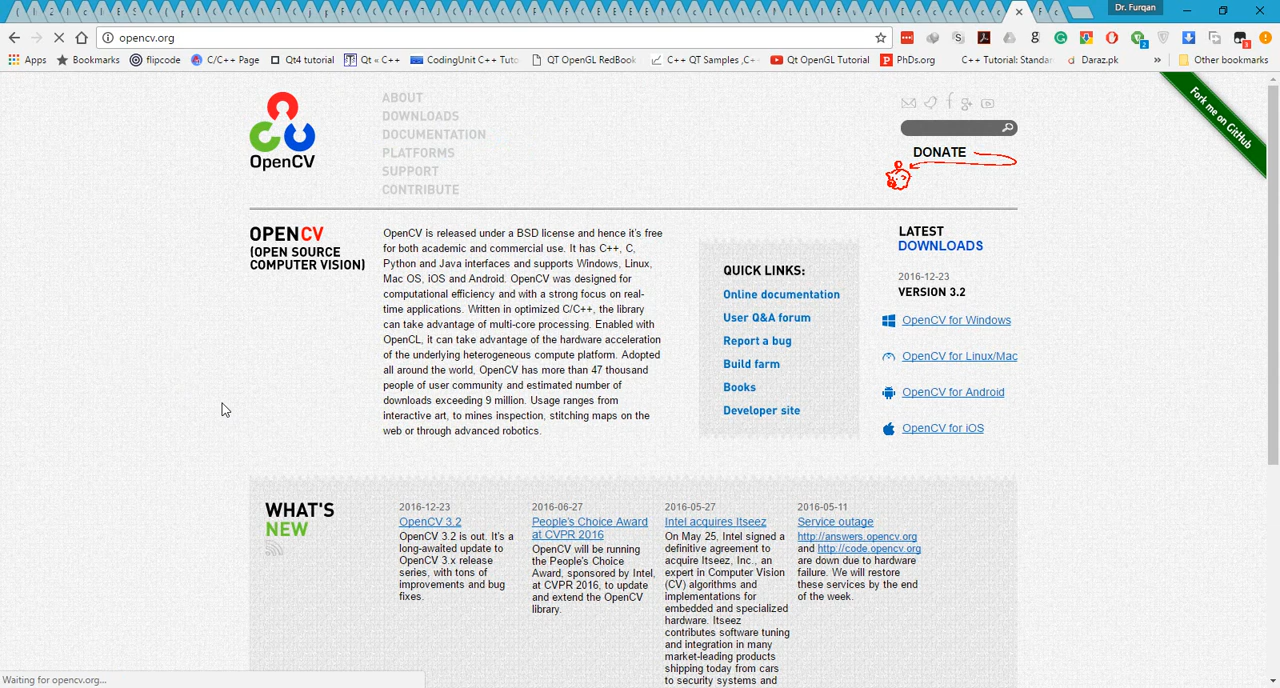 Dr. Furqan
opencv.org
Apps
Bookmarks
flipcode
C/C++ Page
Qt4 tutorial
Qt « C++
CodingUnit C++ Tuto
QT OpenGL RedBook
C++ QT Samples ,C++
Qt OpenGL Tutorial
PhDs.org
C++ Tutorial: Standar
Daraz.pk
»
Other bookmarks
OpenCV
ABOUT
DOWNLOADS
DOCUMENTATION
PLATFORMS
SUPPORT
CONTRIBUTE
DONATE
Fork me on GitHub
OPENCV
(OPEN SOURCE
COMPUTER VISION)
OpenCV is released under a BSD license and hence it's free
for both academic and commercial use. It has C++, C,
Python and Java interfaces and supports Windows, Linux,
Mac OS, iOS and Android. OpenCV was designed for
computational efficiency and with a strong focus on real-
time applications. Written in optimized C/C++, the library
can take advantage of multi-core processing. Enabled with
OpenCL, it can take advantage of the hardware acceleration
of the underlying heterogeneous compute platform. Adopted
all around the world, OpenCV has more than 47 thousand
people of user community and estimated number of
downloads exceeding 9 million. Usage ranges from
interactive art, to mines inspection, stitching maps on the
web or through advanced robotics.
QUICK LINKS:
Online documentation
User Q&A forum
Report a bug
Build farm
Books
Developer site
LATEST
DOWNLOADS
2016-12-23
VERSION 3.2
OpenCV for Windows
OpenCV for Linux/Mac
OpenCV for Android
OpenCV for iOS
WHAT'S
NEW
2016-12-23
OpenCV 3.2
OpenCV 3.2 is out. It's a
long-awaited update to
OpenCV 3.x release
series, with tons of
improvements and bug
fixes.
2016-06-27
People's Choice Award
at CVPR 2016
OpenCV will be running
the People's Choice
Award, sponsored by Intel,
at CVPR 2016, to update
and extend the OpenCV
library.
2016-05-27
Intel acquires Itseez
On May 25, Intel signed a
definitive agreement to
acquire Itseez, Inc., an
expert in Computer Vision
(CV) algorithms and
implementations for
embedded and specialized
hardware. Itseez
contributes software tuning
and integration in many
market-leading products
shipping today from cars
to security systems and
2016-05-11
Service outage
http://answers.opencv.org
and http://code.opencv.org
are down due to hardware
failure. We will restore
these services by the end
of the week.
Waiting for opencv.org...